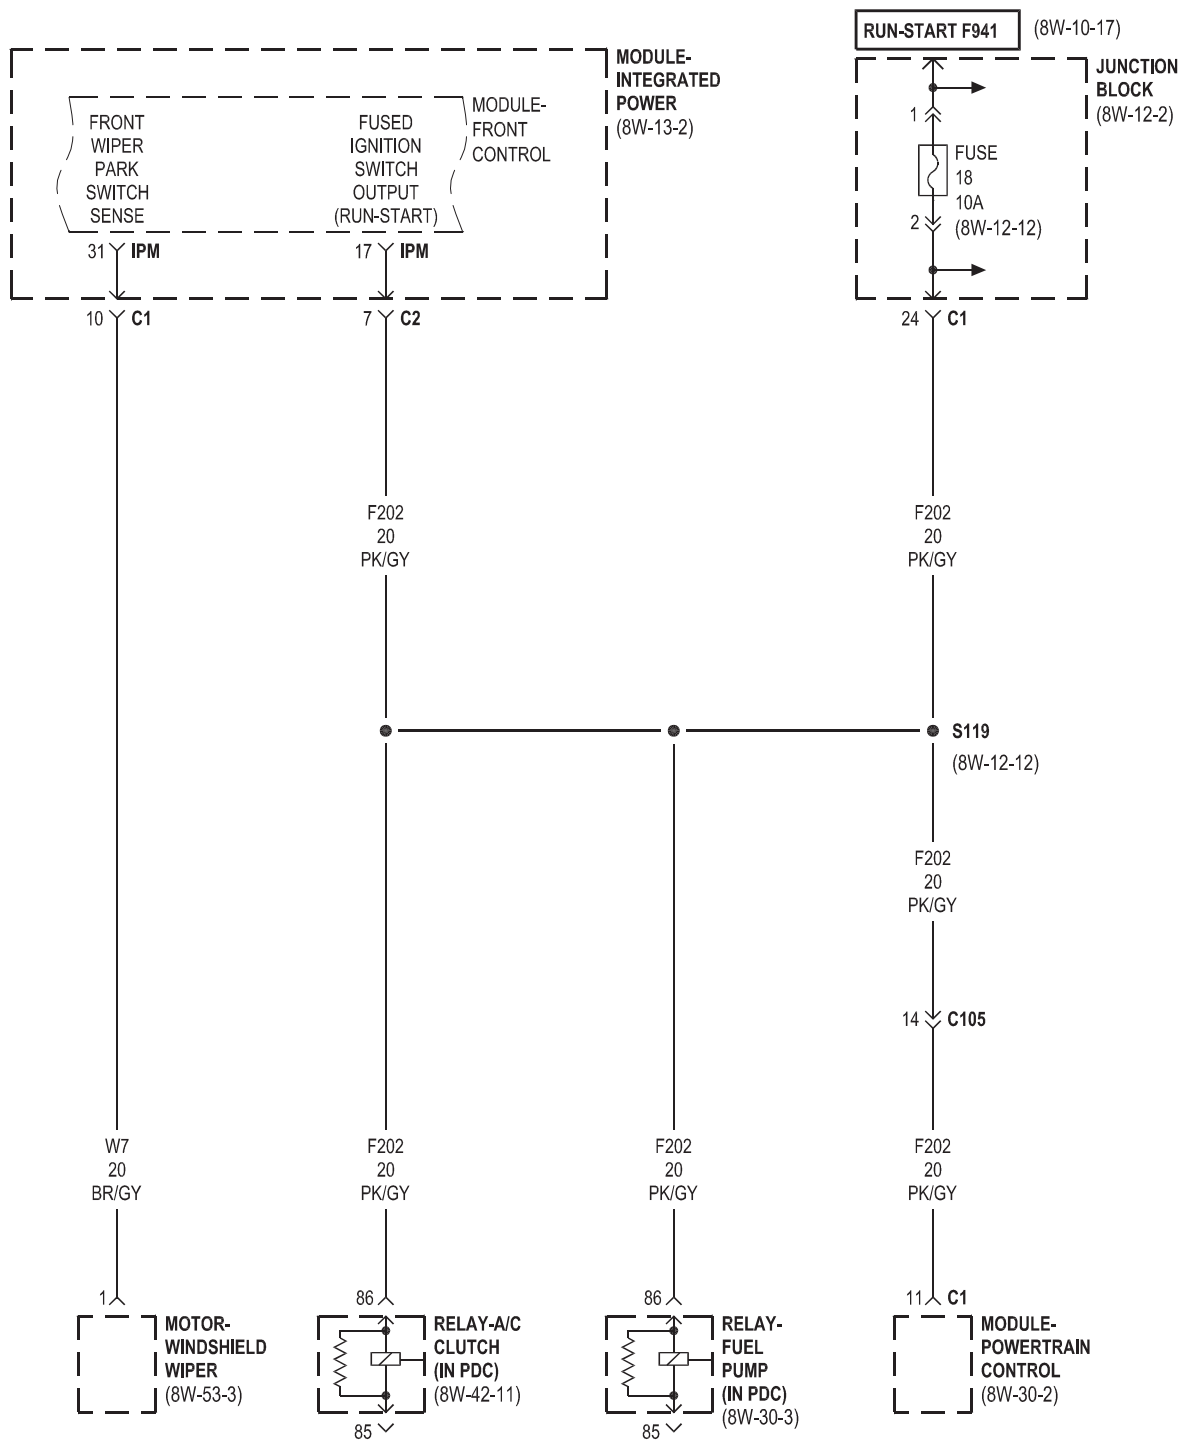 RUN-START F941
(8W-10-17)
MODULE-
INTEGRATED
POWER
(8W-13-2)
JUNCTION
BLOCK
(8W-12-2)
MODULE-
FRONT
CONTROL
FRONT
WIPER
PARK
SWITCH
SENSE
FUSED
IGNITION
SWITCH
OUTPUT
(RUN-START)
1
FUSE
18
10A
(8W-12-12)
2
31
IPM
17
IPM
10
C1
7
C2
24
C1
F202
20
PK/GY
F202
20
PK/GY
S119
(8W-12-12)
F202
20
PK/GY
14
C105
W7
20
BR/GY
F202
20
PK/GY
F202
20
PK/GY
F202
20
PK/GY
1
MOTOR-
WINDSHIELD
WIPER
(8W-53-3)
86
RELAY-A/C
CLUTCH
(IN PDC)
(8W-42-11)
85
86
RELAY-
FUEL
PUMP
(IN PDC)
(8W-30-3)
85
11
C1
MODULE-
POWERTRAIN
CONTROL
(8W-30-2)